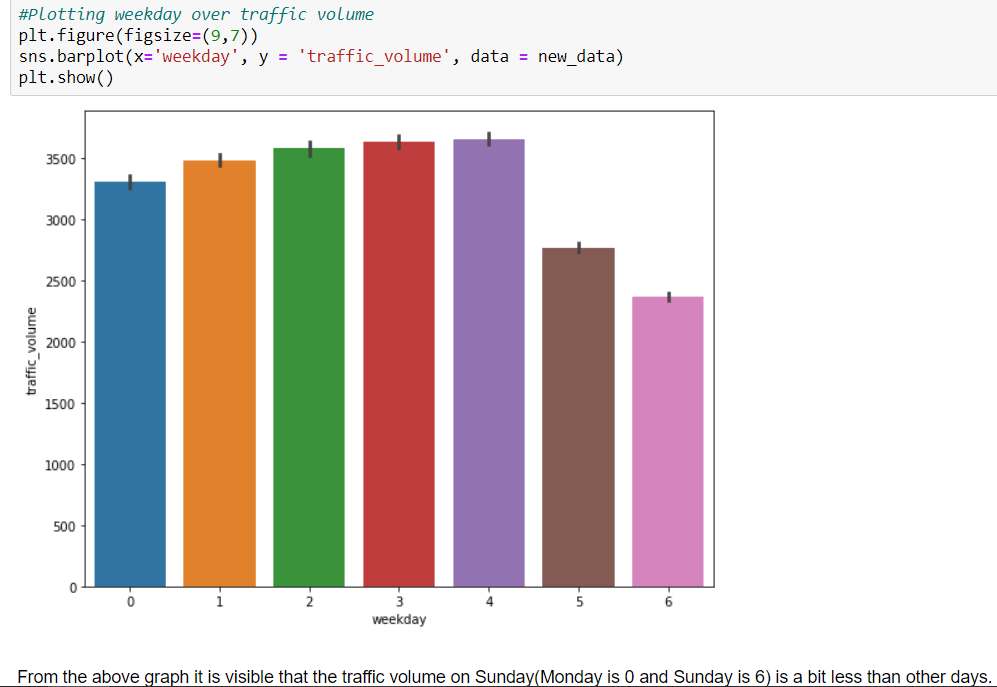 #Plotting weekday over traffic volume
plt.figure(figsize=(9,7))
sns.barplot(x='weekday', y = 'traffic_volume', data = new_data)
plt.show()
3500
3000
2500
2000
1500
1000
500
0
traffic_volume
0 1 2 3 4 5 6
weekday
From the above graph it is visible that the traffic volume on Sunday(Monday is 0 and Sunday is 6) is a bit less than other days.